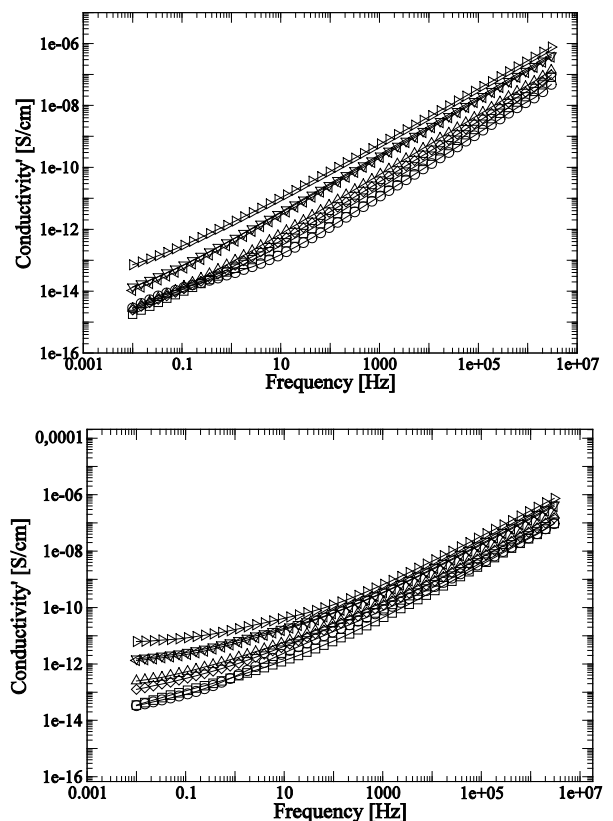 1e-06
1e-08
1e-10
1e-12
1e-14
1e-16
Conductivity' [S/cm]
0.001 0.1 10 1000 1e+05 1e+07
Frequency [Hz]
0,0001
1e-06
1e-08
1e-10
1e-12
1e-14
1e-16
Conductivity' [S/cm]
0.001 0.1 10 1000 1e+05 1e+07
Frequency [Hz]